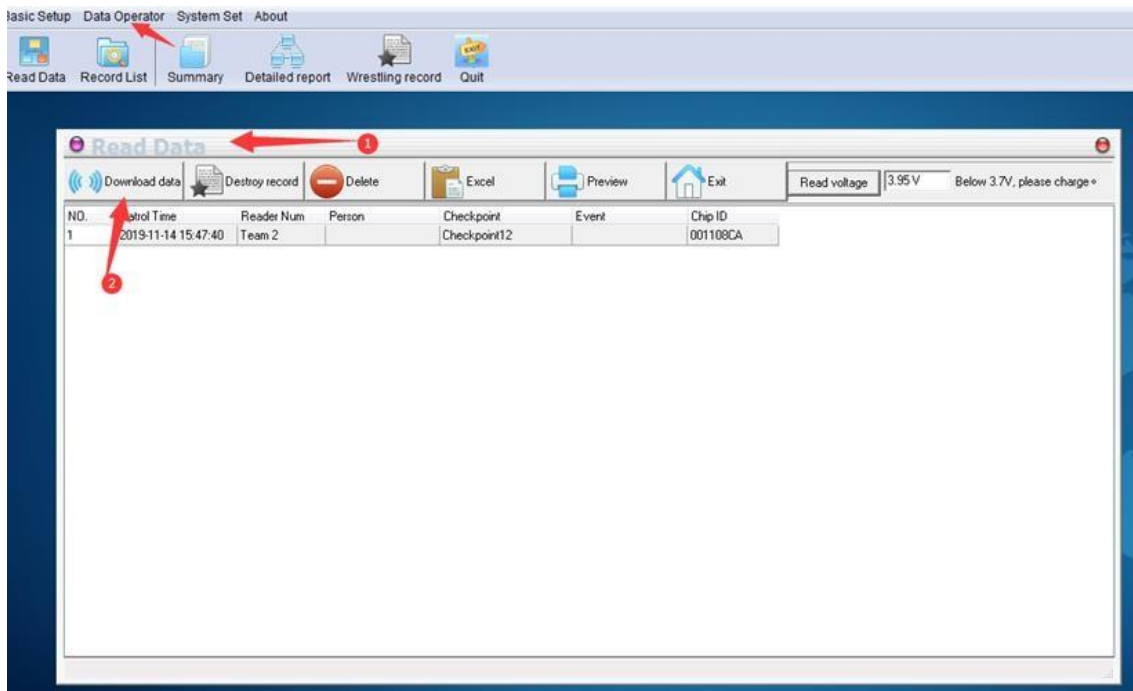 Basic Setup Data Operator System Set About
Read Data Record List Summary Detailed report Wrestling record Quit
Read Data 1
Download data Destroy record Delete Excel Preview Exit Read voltage 3.95 V Below 3.7V, please charge。
NO. Patrol Time Reader Num Person Checkpoint Event Chip ID
1 2019-11-14 15:47:40 Team 2 Checkpoint12 001108CA
2